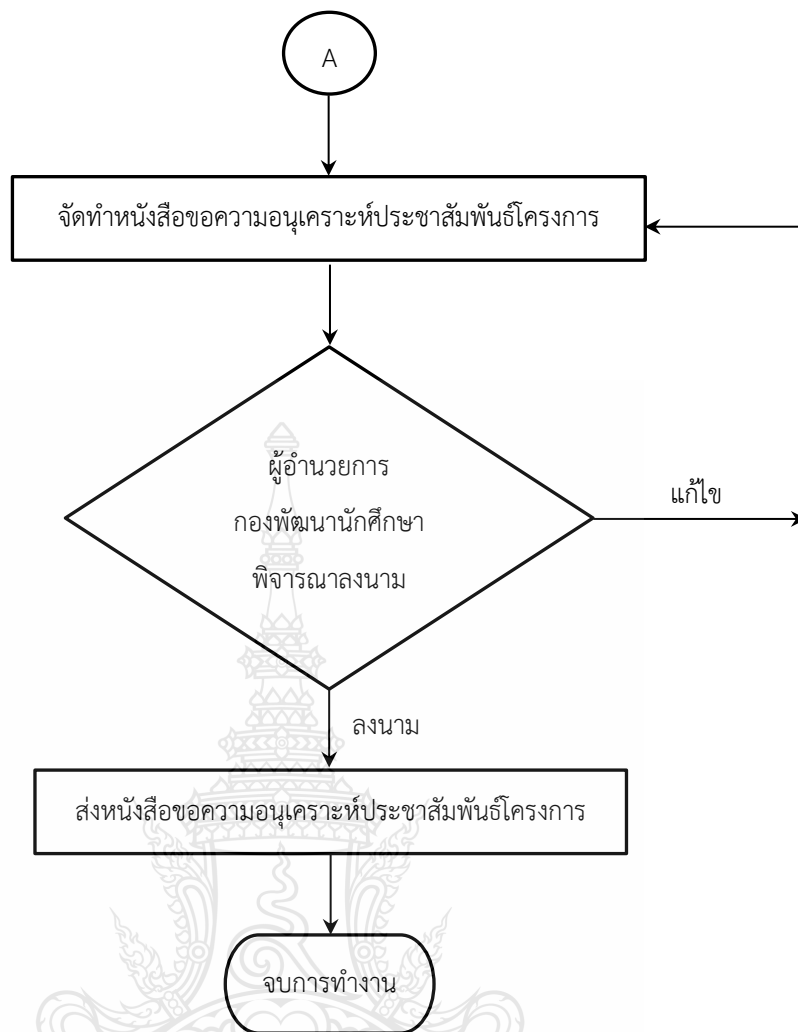 A
จัดทำหนังสือขอความอนุเคราะห์ประชาสัมพันธ์โครงการ
ผู้อำนวยการ
กองพัฒนานักศึกษา
พิจารณาลงนาม
แก้ไข
ลงนาม
ส่งหนังสือขอความอนุเคราะห์ประชาสัมพันธ์โครงการ
จบการทำงาน